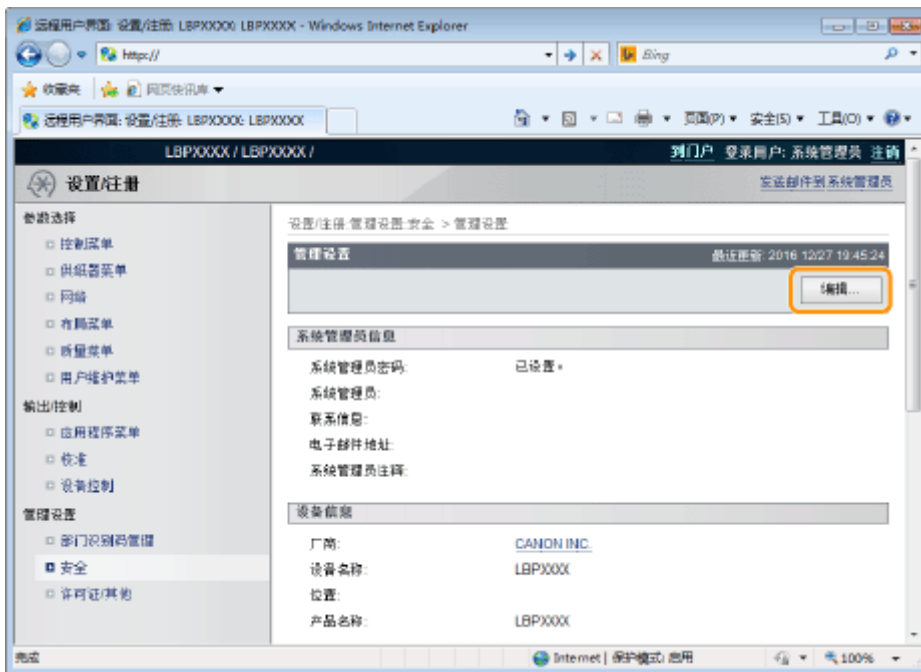 远程用户界面: 设置/注册: LBPXXXX: LBPXXXX - Windows Internet Explorer
https://
Bing
收藏夹 网页快讯库
远程用户界面: 设置/注册: LBPXXXX: LBPXXXX 页面(P) 安全(S) 工具(O)
LBPXXXX / LBPXXXX / 到门户 登录用户: 系统管理员 注销
设置/注册 发送邮件到系统管理员
参数选择
控制菜单
供纸器菜单
网络
布局菜单
质量菜单
用户维护菜单
输出/控制
应用程序菜单
校准
设备控制
管理设置
部门识别码管理
安全
许可证/其他
设置/注册:管理设置:安全 > 管理设置
管理设置 最近更新: 2016 12/27 19:45:24
编辑...
系统管理员信息
系统管理员密码: 已设置。
系统管理员:
联系信息:
电子邮件地址:
系统管理员注释:
设备信息
厂商: CANON INC.
设备名称: LBPXXXX
位置:
产品名称: LBPXXXX
完成 Internet | 保护模式: 启用 100%